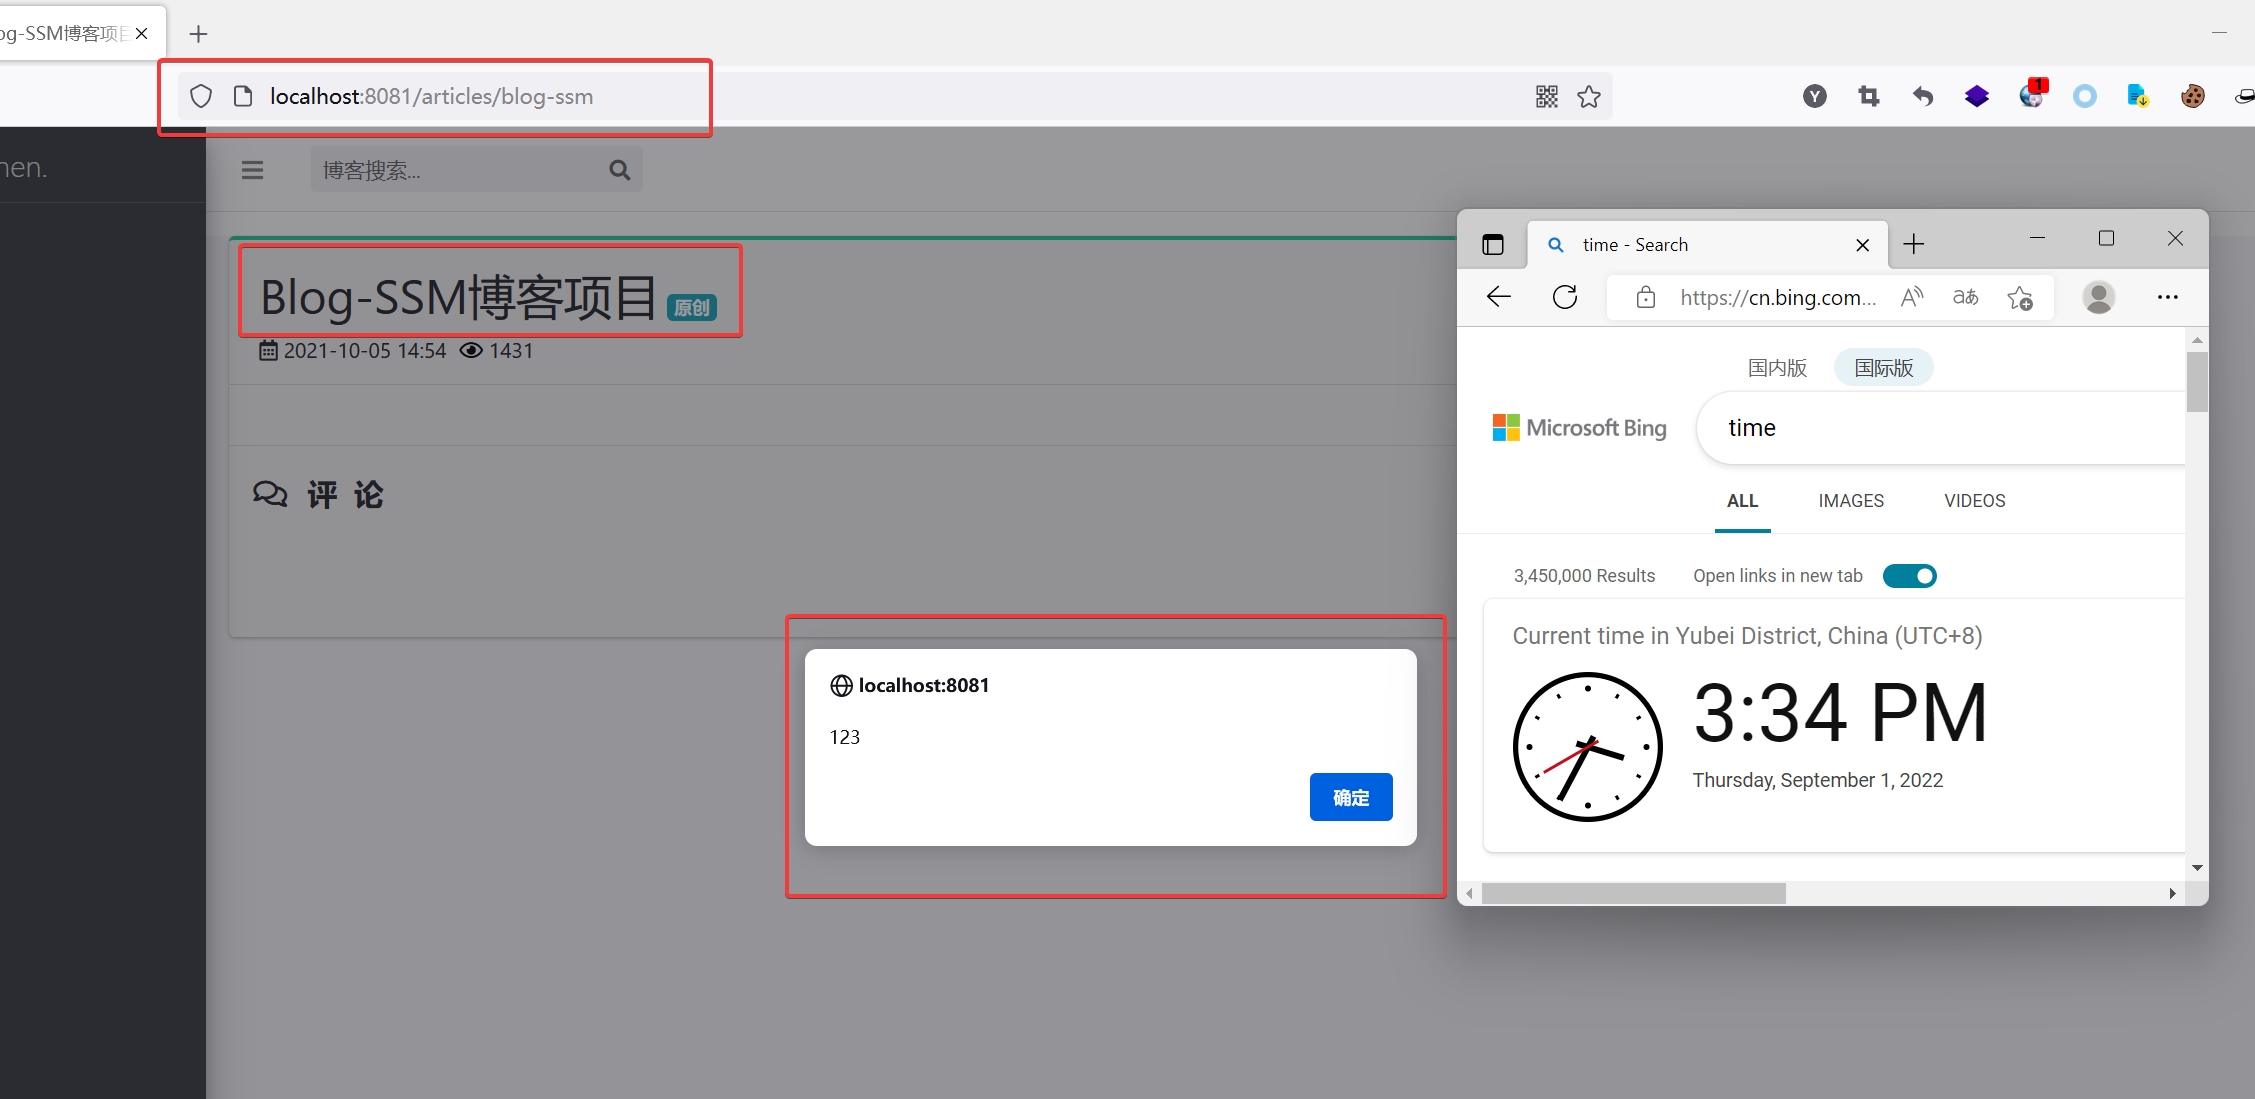 og-SSM博客项目
localhost:8081/articles/blog-ssm
Y
1
hen.
博客搜索...
Blog-SSM博客项目 原创
2021-10-05 14:54 1431
评 论
localhost:8081
123
确定
time - Search
https://cn.bing.com...
国内版 国际版
Microsoft Bing
time
ALL IMAGES VIDEOS
3,450,000 Results Open links in new tab
Current time in Yubei District, China (UTC+8)
3:34 PM
Thursday, September 1, 2022